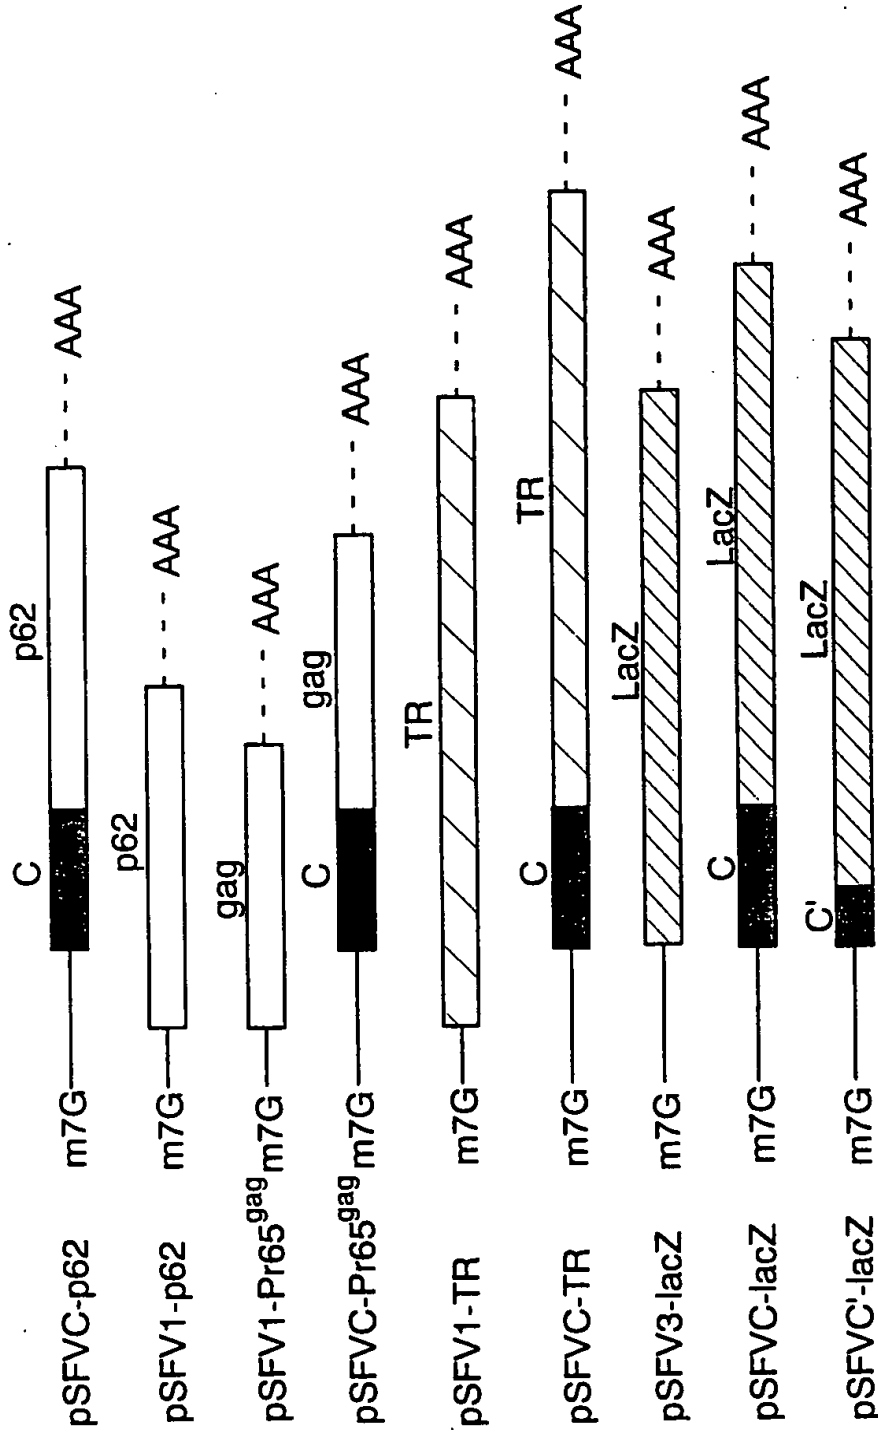 pSFVC-p62 m7G C p62 AAA
pSFV1-p62 m7G p62 AAA
pSFV1-Pr65gag m7G gag AAA
pSFVC-Pr65gag m7G C gag AAA
pSFV1-TR m7G TR AAA
pSFVC-TR m7G C TR AAA
pSFV3-lacZ m7G LacZ AAA
pSFVC-lacZ m7G C LacZ AAA
pSFVC'-lacZ m7G C' LacZ AAA